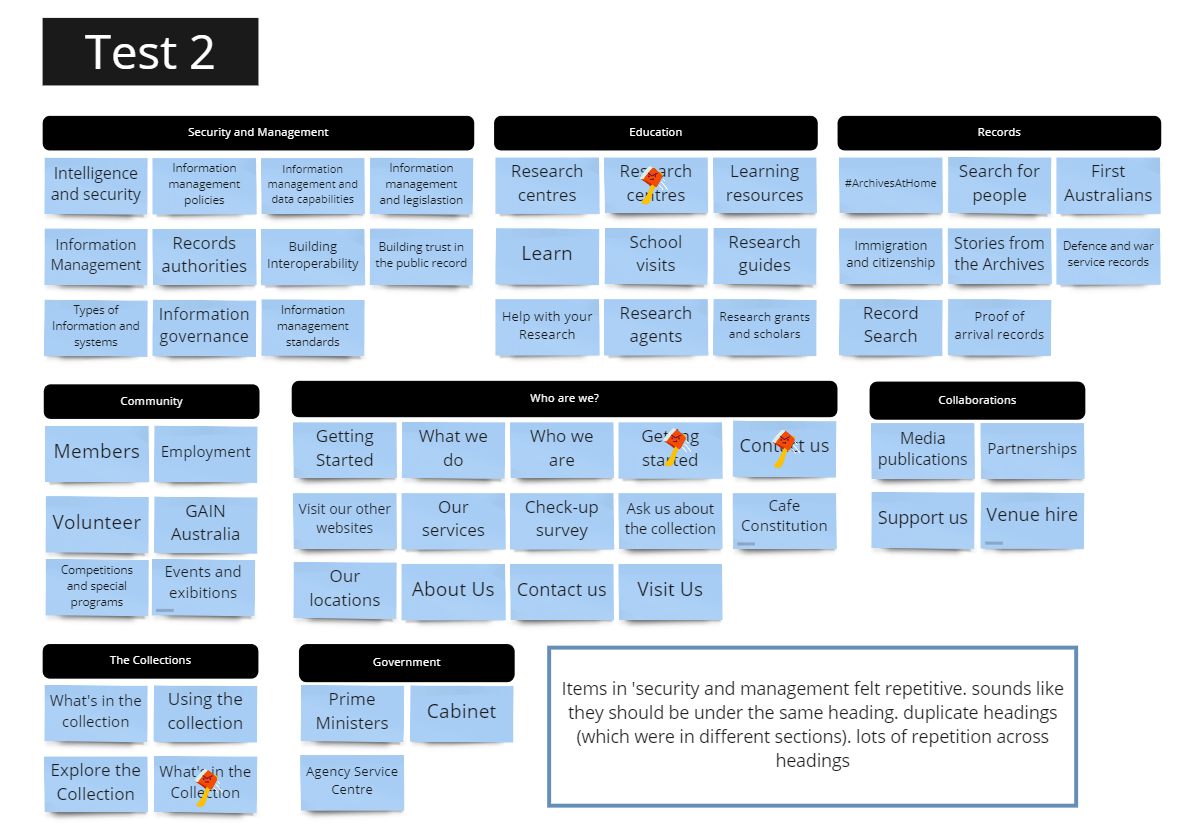 Test 2
Security and Management
Intelligence
and security
Information
management
policies
Information
management and
data capabilities
Information
management
and legislastion
Information
Management
Records
authorities
Building
Interoperability
Building trust in
the public record
Types of
Information and
systems
Information
governance
Information
management
standards
Education
Research
centres
Research
centres
Learning
resources
Learn
School
visits
Research
guides
Help with your
Research
Research
agents
Research grants
and scholars
Records
#ArchivesAtHome
Search for
people
First
Australians
Immigration
and citizenship
Stories from
the Archives
Defence and war
service records
Record
Search
Proof of
arrival records
Community
Members
Employment
Volunteer
GAIN
Australia
Competitions
and special
programs
Events and
exibitions
Who are we?
Getting
Started
What we
do
Who we
are
Getting
started
Contact us
Visit our other
websites
Our
services
Check-up
survey
Ask us about
the collection
Cafe
Constitution
Our
locations
About Us
Contact us
Visit Us
Collaborations
Media
publications
Partnerships
Support us
Venue hire
The Collections
What's in the
collection
Using the
collection
Explore the
Collection
What's in the
Collection
Government
Prime
Ministers
Cabinet
Agency Service
Centre
Items in 'security and management felt repetitive. sounds like
they should be under the same heading. duplicate headings
(which were in different sections). lots of repetition across
headings